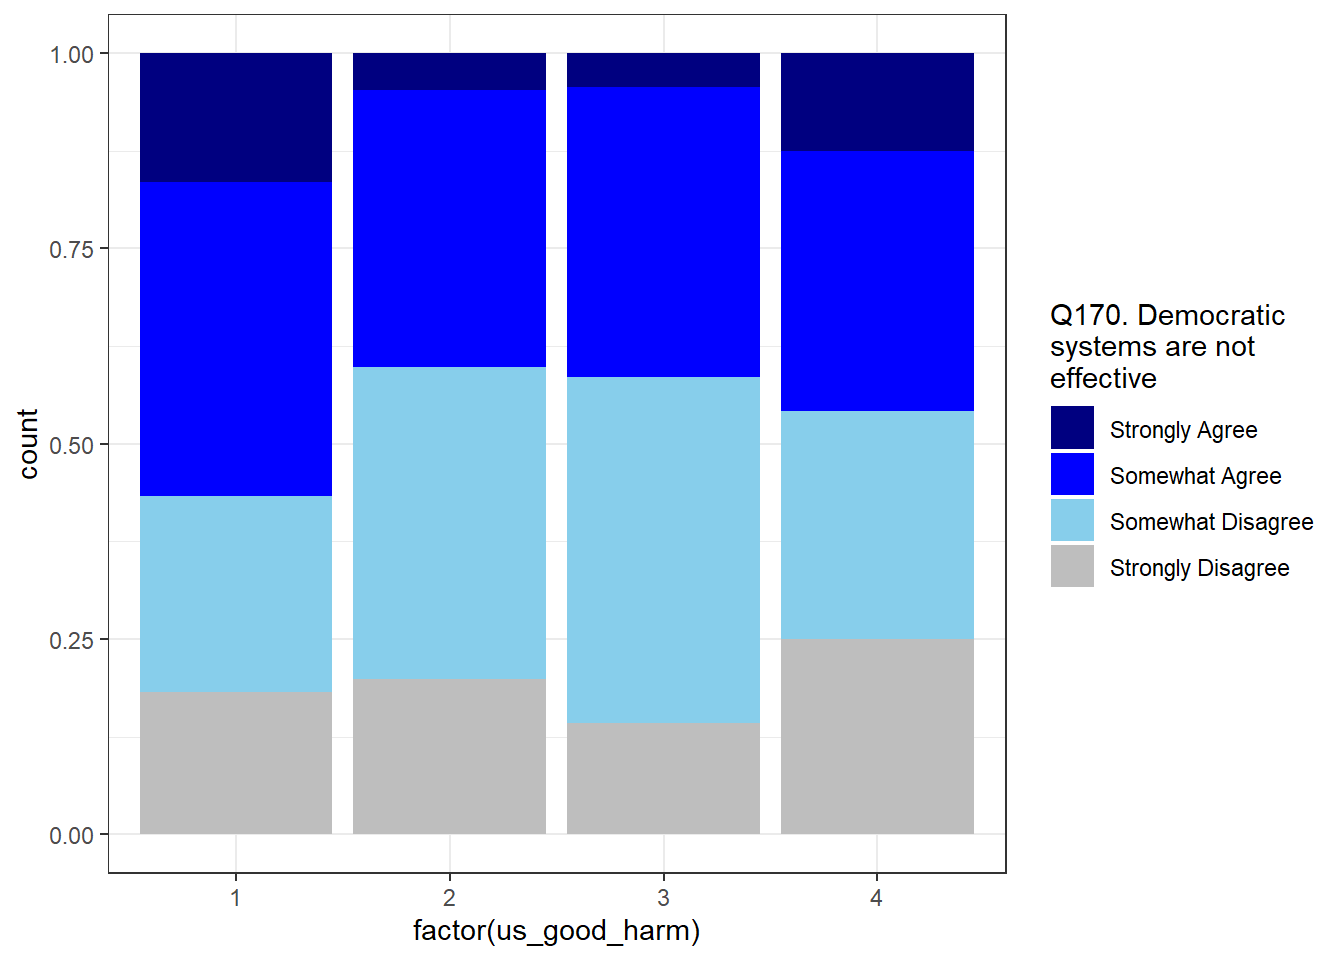 1.00
0.75
0.50
0.25
0.00
count
1 2 3 4
factor(us_good_harm)
Q170. Democratic
systems are not
effective
Strongly Agree
Somewhat Agree
Somewhat Disagree
Strongly Disagree